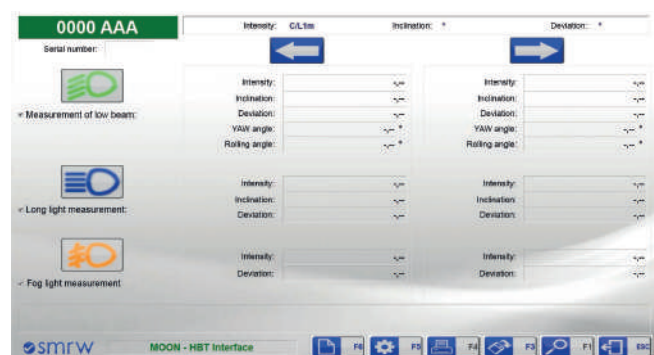 0000 AAA
Intensity: C/L1m Inclination: ° Deviation: °
Serial number:
Intensity: -,-- Intensity: -,--
Inclination: -,-- Inclination: -,--
Measurement of low beam: Deviation: -,-- Deviation: -,--
YAW angle: -,-- ° YAW angle: -,-- °
Rolling angle: -,-- ° Rolling angle: -,-- °
Intensity: -,-- Intensity: -,--
Inclination: -,-- Inclination: -,--
Long light measurement: Deviation: -,-- Deviation: -,--
Intensity: -,-- Intensity: -,--
Deviation: -,-- Deviation: -,--
Fog light measurement
smrw MOON - HBT Interface F6 F5 F4 F3 F1 ESC